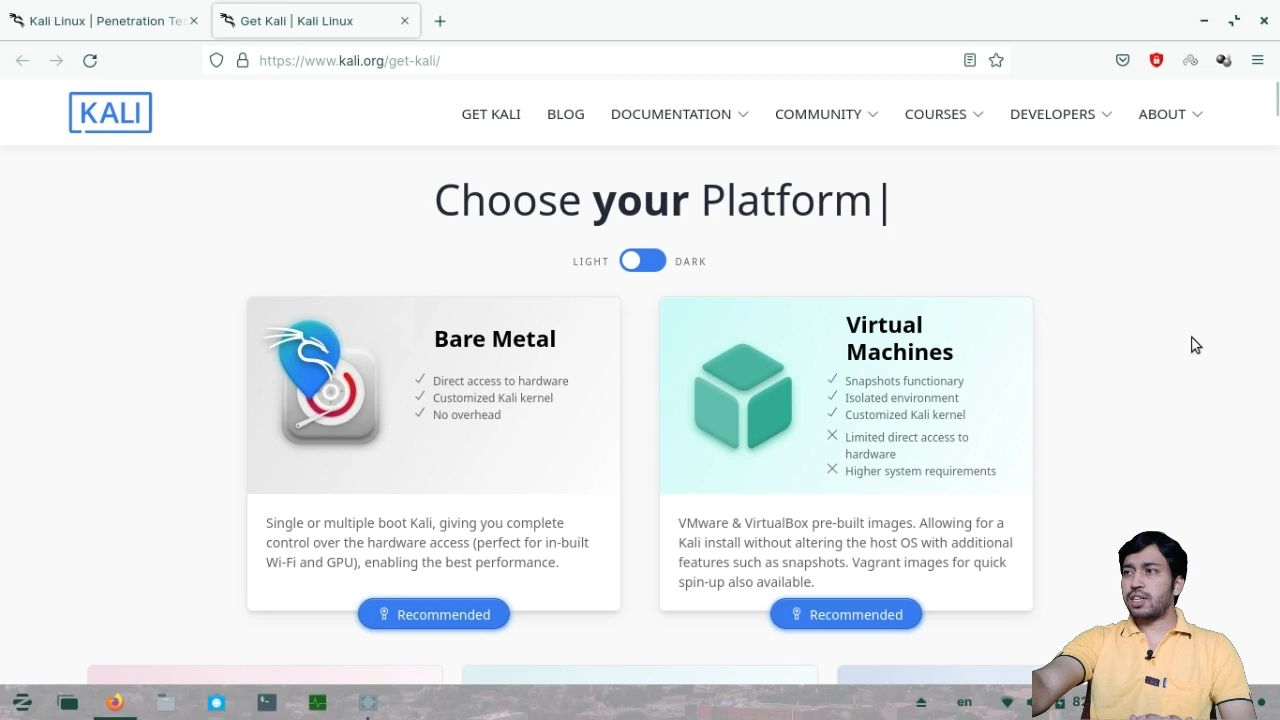 Kali Linux | Penetration Te
Get Kali | Kali Linux
https://www.kali.org/get-kali/
KALI
GET KALI
BLOG
DOCUMENTATION
COMMUNITY
COURSES
DEVELOPERS
ABOUT
Choose your Platform|
LIGHT
DARK
Bare Metal
Direct access to hardware
Customized Kali kernel
No overhead
Single or multiple boot Kali, giving you complete
control over the hardware access (perfect for in-built
Wi-Fi and GPU), enabling the best performance.
Recommended
Virtual
Machines
Snapshots functionary
Isolated environment
Customized Kali kernel
Limited direct access to
hardware
Higher system requirements
VMware & VirtualBox pre-built images. Allowing for a
Kali install without altering the host OS with additional
features such as snapshots. Vagrant images for quick
spin-up also available.
Recommended
en